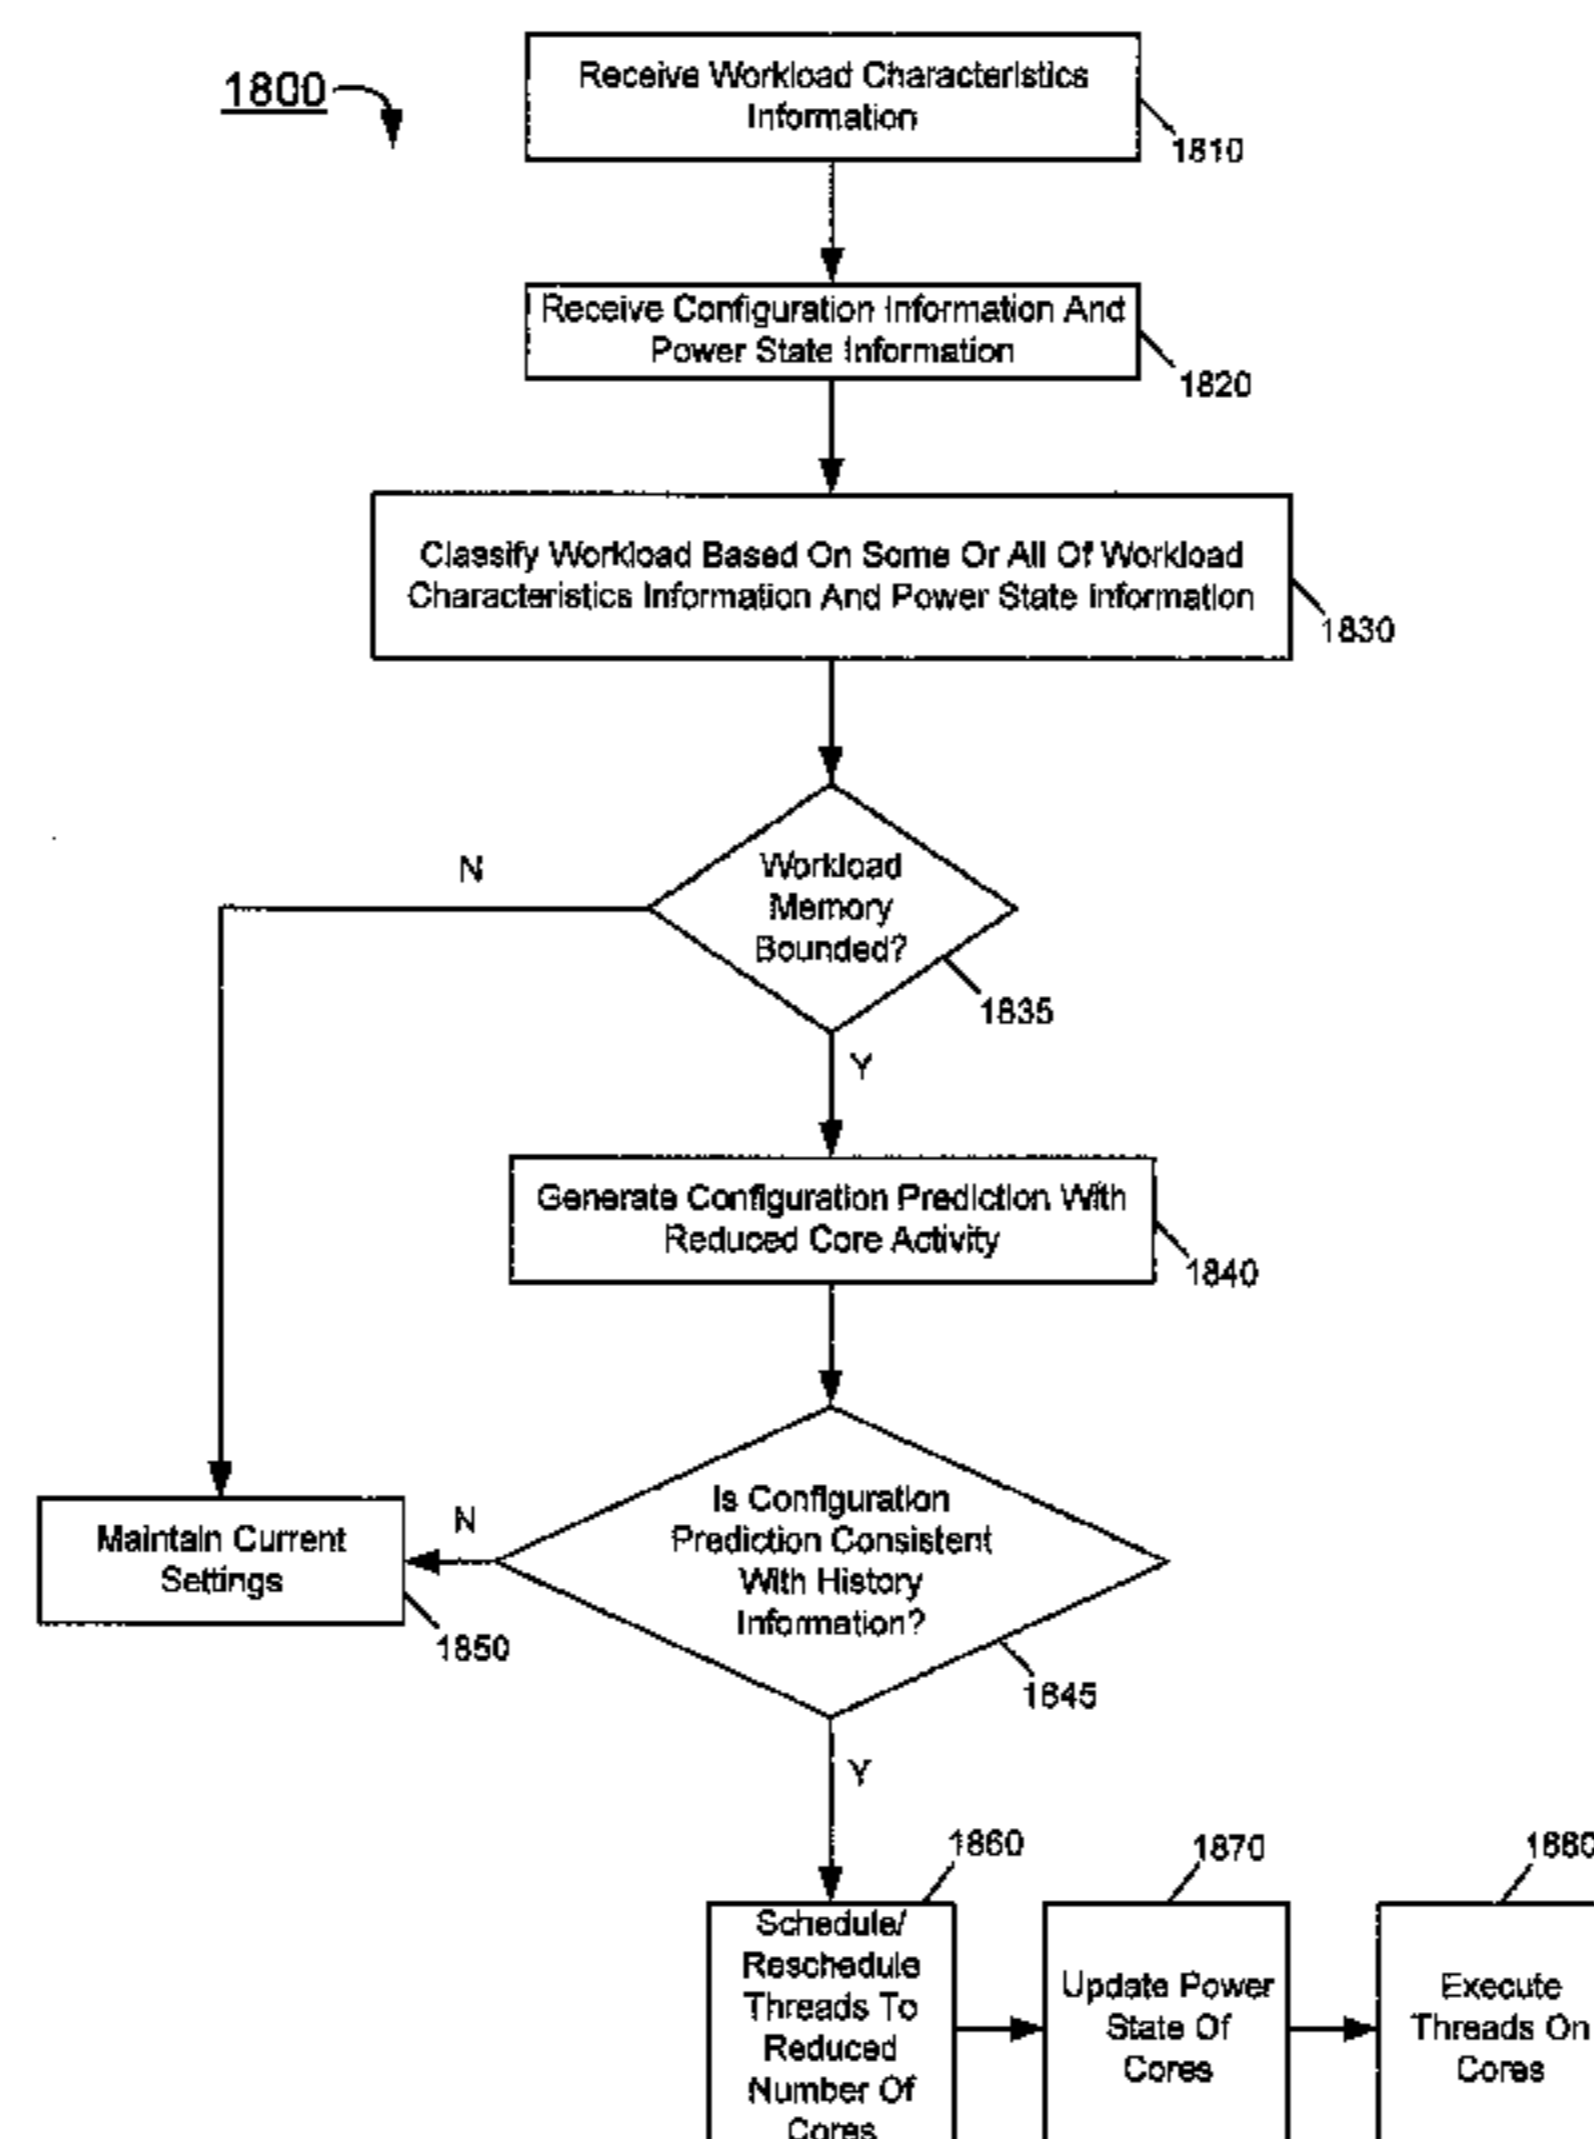 1800
Receive Workload Characteristics
Information
1810
Receive Configuration Information And
Power State Information
1820
Classify Workload Based On Some Or All Of Workload
Characteristics Information And Power State Information
1830
Workload
Memory
Bounded?
N
1835
Y
Generate Configuration Prediction With
Reduced Core Activity
1840
Is Configuration
Prediction Consistent
With History
Information?
N
Maintain Current
Settings
1850
1845
Y
1860
Schedule/
Reschedule
Threads To
Reduced
Number Of
Cores
1870
Update Power
State Of
Cores
1880
Execute
Threads On
Cores